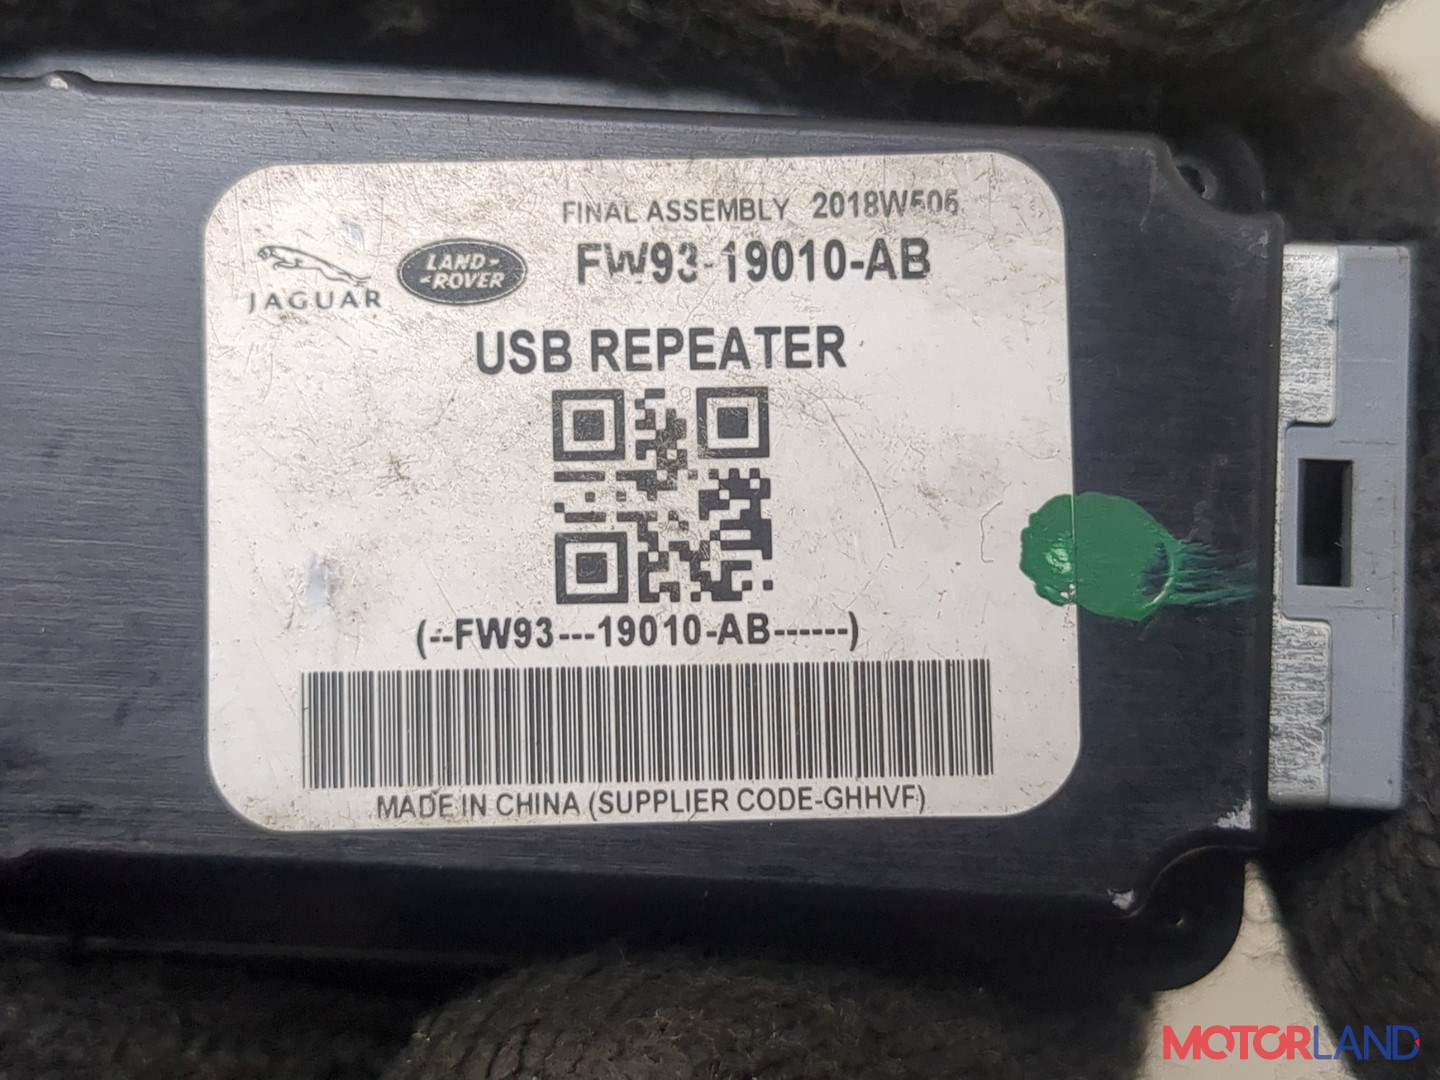 FINAL ASSEMBLY 2018W506
FW93-19010-AB
JAGUAR
LAND-
-ROVER
USB REPEATER
(--FW93---19010-AB------)
MADE IN CHINA (SUPPLIER CODE-GHHVF)
MOTORLAND